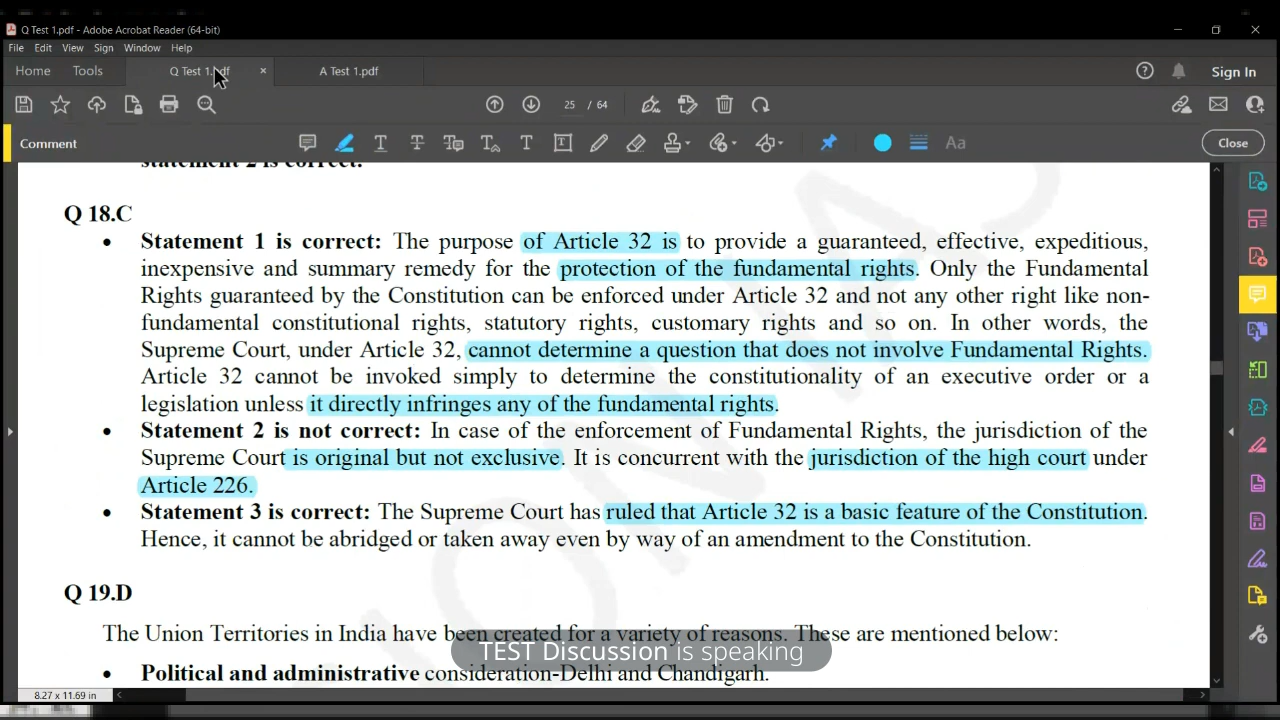 Q Test 1.pdf - Adobe Acrobat Reader (64-bit)
File Edit View Sign Window Help
Home Tools Q Test 1.pdf × A Test 1.pdf Sign In
25 / 64
Comment Aa Close
statement 2 is correct.
Q 18.C
• Statement 1 is correct: The purpose of Article 32 is to provide a guaranteed, effective, expeditious,
inexpensive and summary remedy for the protection of the fundamental rights. Only the Fundamental
Rights guaranteed by the Constitution can be enforced under Article 32 and not any other right like non-
fundamental constitutional rights, statutory rights, customary rights and so on. In other words, the
Supreme Court, under Article 32, cannot determine a question that does not involve Fundamental Rights.
Article 32 cannot be invoked simply to determine the constitutionality of an executive order or a
legislation unless it directly infringes any of the fundamental rights.
• Statement 2 is not correct: In case of the enforcement of Fundamental Rights, the jurisdiction of the
Supreme Court is original but not exclusive. It is concurrent with the jurisdiction of the high court under
Article 226.
• Statement 3 is correct: The Supreme Court has ruled that Article 32 is a basic feature of the Constitution.
Hence, it cannot be abridged or taken away even by way of an amendment to the Constitution.
Q 19.D
The Union Territories in India have been created for a variety of reasons. These are mentioned below:
TEST Discussion is speaking
• Political and administrative consideration-Delhi and Chandigarh.
8.27 x 11.69 in